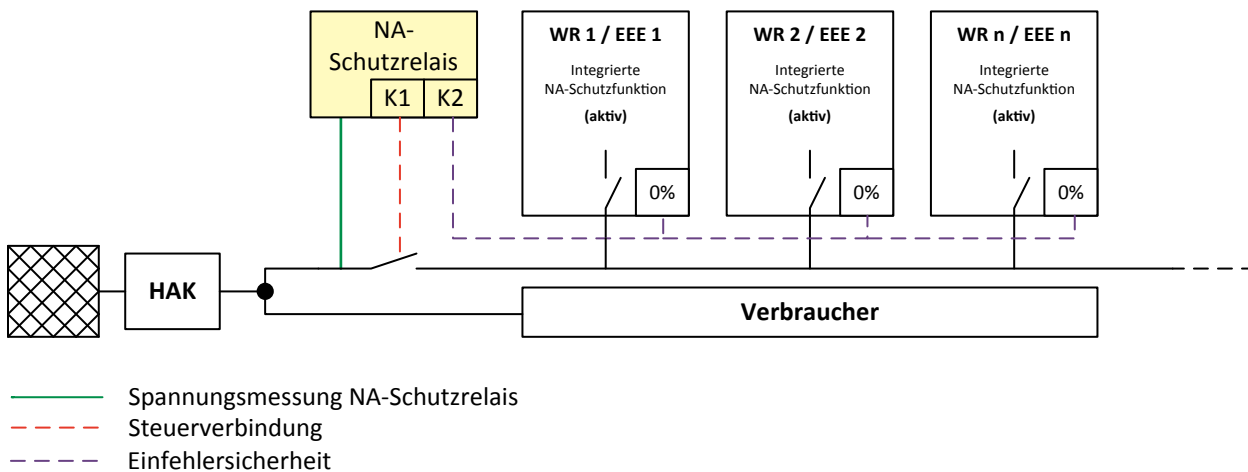 NA-
Schutzrelais
K1 K2
WR 1 / EEE 1
Integrierte
NA-Schutzfunktion
(aktiv)
0%
WR 2 / EEE 2
Integrierte
NA-Schutzfunktion
(aktiv)
0%
WR n / EEE n
Integrierte
NA-Schutzfunktion
(aktiv)
0%
HAK
Verbraucher
Spannungsmessung NA-Schutzrelais
Steuerverbindung
Einfehlersicherheit